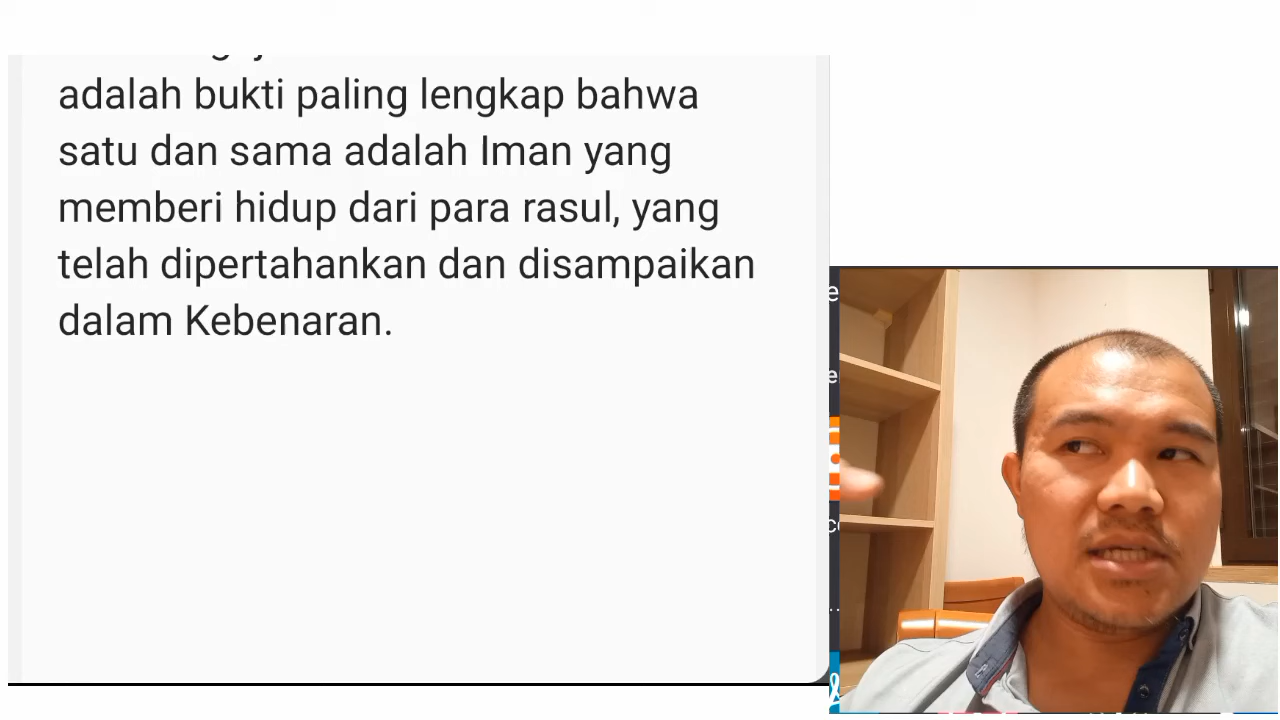 adalah bukti paling lengkap bahwa
satu dan sama adalah Iman yang
memberi hidup dari para rasul, yang
telah dipertahankan dan disampaikan
dalam Kebenaran.